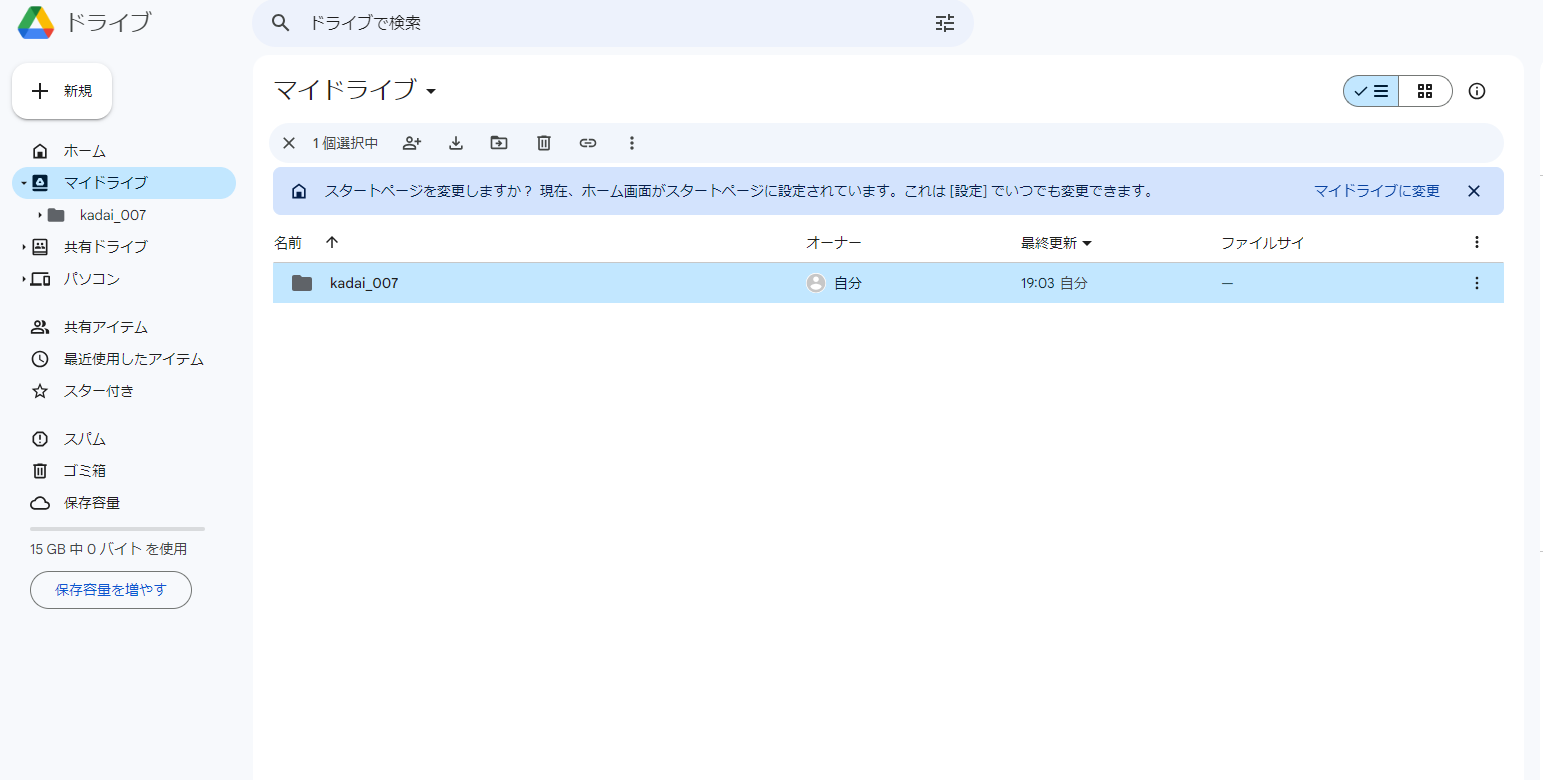 ドライブ
ドライブで検索
新規
ホーム
マイドライブ
kadai_007
共有ドライブ
パソコン
共有アイテム
最近使用したアイテム
スター付き
スパム
ゴミ箱
保存容量
15 GB 中 0 バイト を使用
保存容量を増やす
マイドライブ
1 個選択中
スタートページを変更しますか？ 現在、ホーム画面がスタートページに設定されています。これは [設定] でいつでも変更できます。 マイドライブに変更
名前 オーナー 最終更新 ファイルサイ
kadai_007 自分 19:03 自分 —